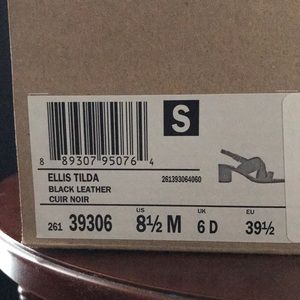 S
8 89307 95076 4
ELLIS TILDA 261393064060
BLACK LEATHER
CUIR NOIR
US UK EU
261 39306 8½ M 6 D 39½